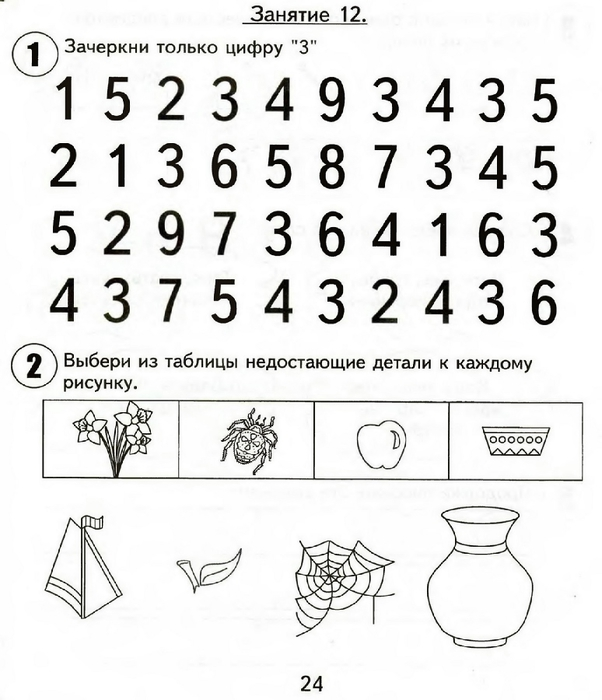 Занятие 12.
1 Зачеркни только цифру "3"
1 5 2 3 4 9 3 4 3 5
2 1 3 6 5 8 7 3 4 5
5 2 9 7 3 6 4 1 6 3
4 3 7 5 4 3 2 4 3 6
2 Выбери из таблицы недостающие детали к каждому
рисунку.
24